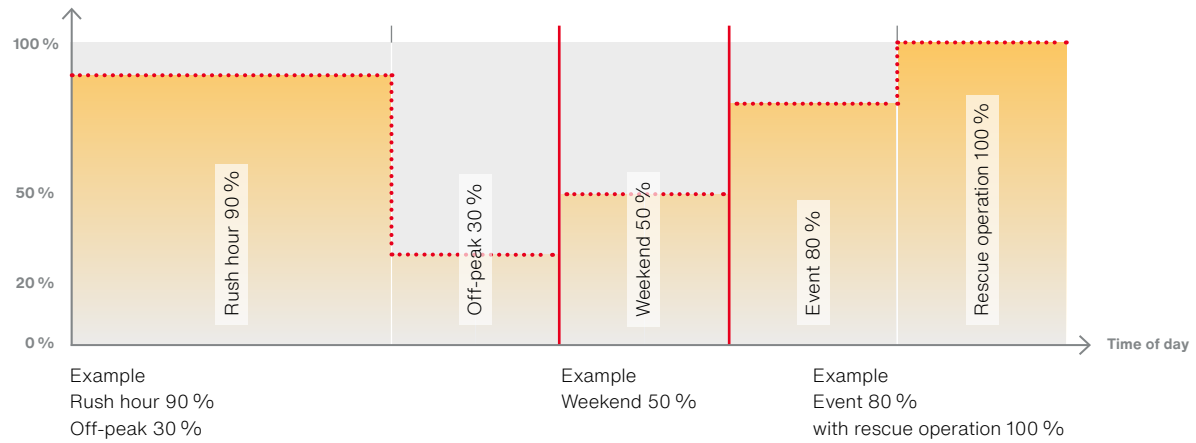 100 %
50 %
20 %
0 %
Rush hour 90 %
Off-peak 30 %
Weekend 50 %
Event 80 %
Rescue operation 100 %
Time of day
Example
Rush hour 90 %
Off-peak 30 %
Example
Weekend 50 %
Example
Event 80 %
with rescue operation 100 %